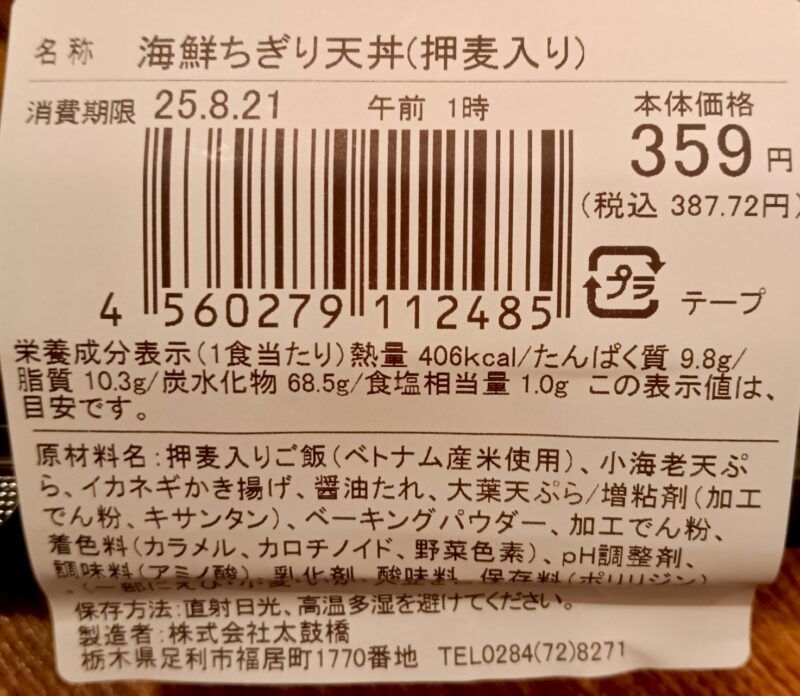 名称 海鮮ちぎり天丼(押麦入り)
消費期限 25.8.21 午前 1時
本体価格
359円
(税込 387.72円)
プラ テープ
4 560279 112485
栄養成分表示(1食当たり)熱量 406kcal/たんぱく質 9.8g/
脂質 10.3g/炭水化物 68.5g/食塩相当量 1.0g この表示値は、
目安です。
原材料名:押麦入りご飯(ベトナム産米使用)、小海老天ぷ
ら、イカネギかき揚げ、醤油たれ、大葉天ぷら/増粘剤(加工
でん粉、キサンタン)、ベーキングパウダー、加工でん粉、
着色料(カラメル、カロチノイド、野菜色素)、pH調整剤、
調味料(アミノ酸)、乳化剤、酸味料、保存料(ポリリジン)
保存方法:直射日光、高温多湿を避けてください。
製造者:株式会社太鼓橋
栃木県足利市福居町1770番地 TEL0284(72)8271